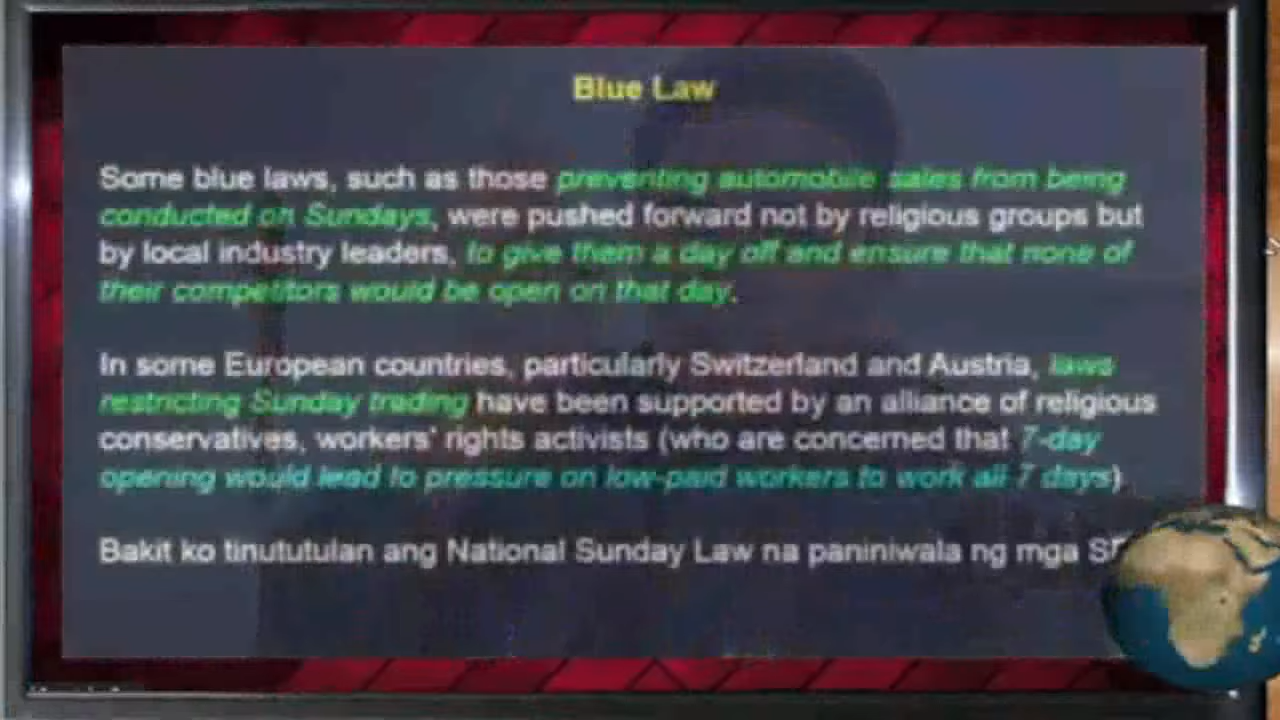 Blue Law
Some blue laws, such as those preventing automobile sales from being
conducted on Sundays, were pushed forward not by religious groups but
by local industry leaders, to give them a day off and ensure that none of
their competitors would be open on that day.
In some European countries, particularly Switzerland and Austria, laws
restricting Sunday trading have been supported by an alliance of religious
conservatives, workers' rights activists (who are concerned that 7-day
opening would lead to pressure on low-paid workers to work all 7 days)
Bakit ko tinututulan ang National Sunday Law na paniniwala ng mga